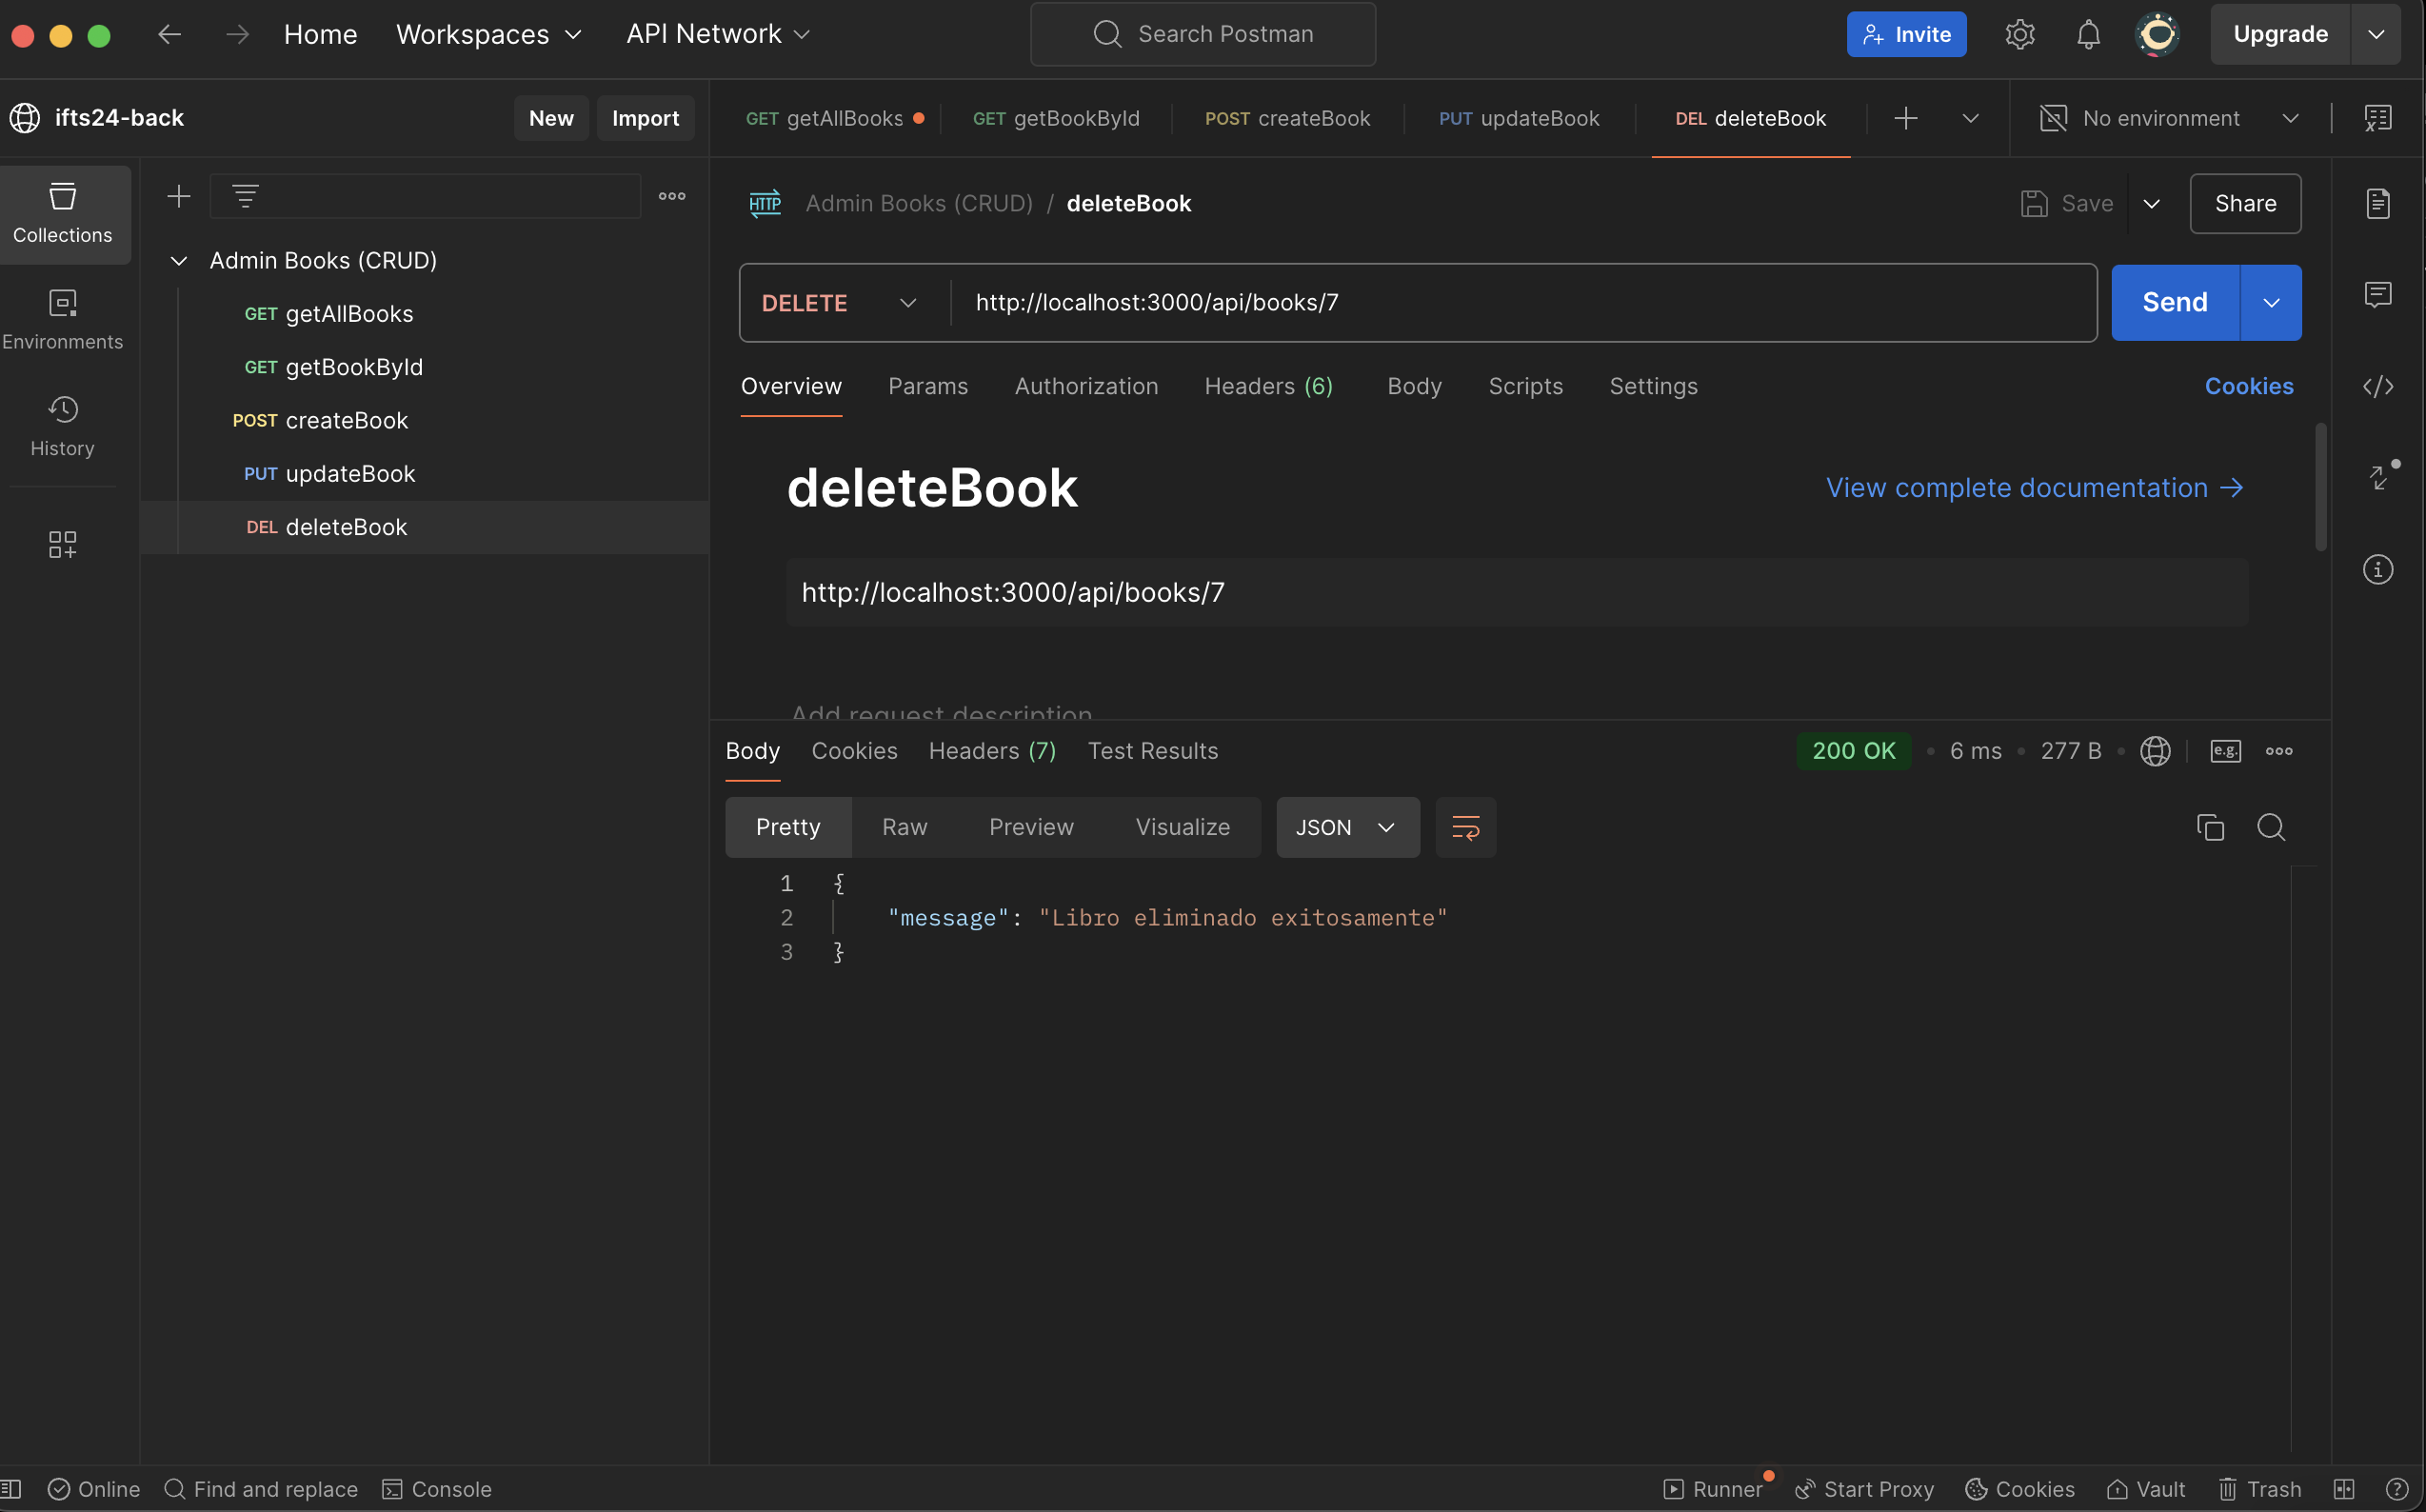 Home Workspaces API Network Search Postman Invite Upgrade
ifts24-back New Import
GET getAllBooks GET getBookById POST createBook PUT updateBook DEL deleteBook No environment
Collections
Environments
History
Admin Books (CRUD)
GET getAllBooks
GET getBookById
POST createBook
PUT updateBook
DEL deleteBook
HTTP Admin Books (CRUD) / deleteBook Save Share
DELETE http://localhost:3000/api/books/7 Send
Overview Params Authorization Headers (6) Body Scripts Settings Cookies
deleteBook View complete documentation →
http://localhost:3000/api/books/7
Add request description
Body Cookies Headers (7) Test Results 200 OK • 6 ms • 277 B • e.g.
Pretty Raw Preview Visualize JSON
1 {
2 "message": "Libro eliminado exitosamente"
3 }
Online Find and replace Console Runner Start Proxy Cookies Vault Trash